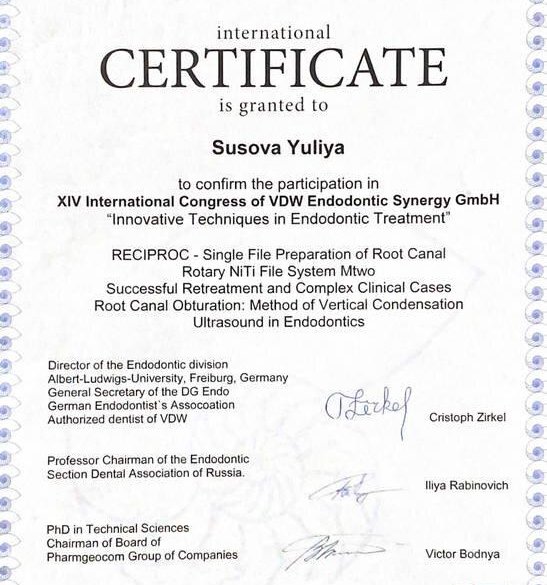 international
CERTIFICATE
is granted to
Susova Yuliya
to confirm the participation in
XIV International Congress of VDW Endodontic Synergy GmbH
“Innovative Techniques in Endodontic Treatment”
RECIPROC - Single File Preparation of Root Canal
Rotary NiTi File System Mtwo
Successful Retreatment and Complex Clinical Cases
Root Canal Obturation: Method of Vertical Condensation
Ultrasound in Endodontics
Director of the Endodontic division
Albert-Ludwigs-University, Freiburg, Germany
General Secretary of the DG Endo
German Endodontist`s Assocoation
Authorized dentist of VDW
Cristoph Zirkel
Professor Chairman of the Endodontic
Section Dental Association of Russia.
Iliya Rabinovich
PhD in Technical Sciences
Chairman of Board of
Pharmgeocom Group of Companies
Victor Bodnya